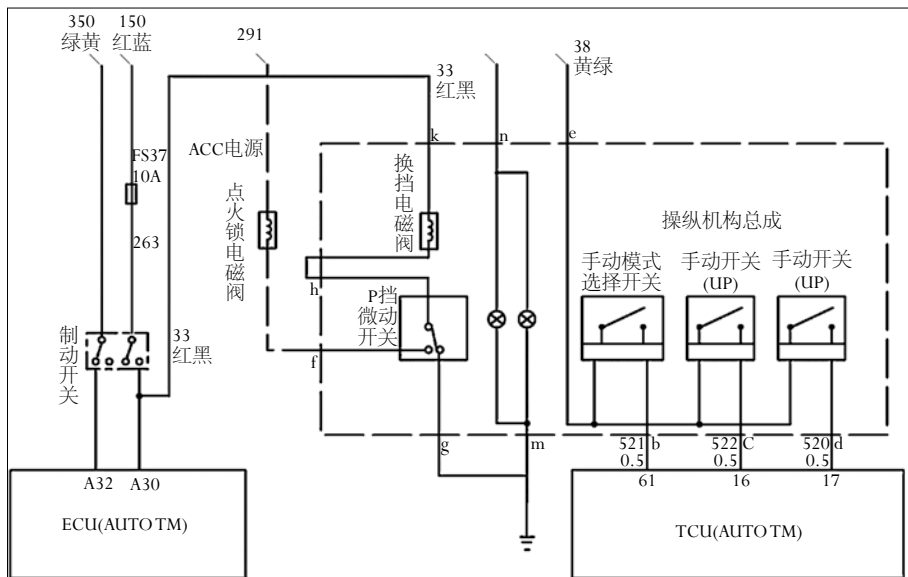 350
绿黄
150
红蓝
291
33
红黑
38
黄绿
k
n
e
FS37
10A
ACC电源
点火锁电磁阀
换挡电磁阀
操纵机构总成
263
手动模式
选择开关
手动开关
(UP)
手动开关
(UP)
h
P挡
微动
开关
制动开关
33
红黑
f
g
m
521
b
0.5
522
C
0.5
520
d
0.5
A32
A30
61
16
17
ECU(AUTO TM)
TCU(AUTO TM)